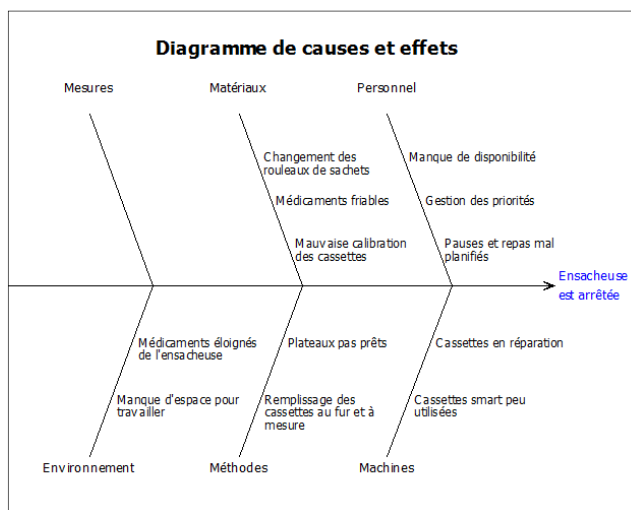 Diagramme de causes et effets
Mesures
Matériaux
Personnel
Changement des
rouleaux de sachets
Médicaments friables
Mauvaise calibration
des cassettes
Manque de disponibilité
Gestion des priorités
Pauses et repas mal
planifiés
Ensacheuse
est arrêtée
Médicaments éloignés
de l'ensacheuse
Manque d'espace pour
travailler
Plateaux pas prêts
Remplissage des
cassettes au fur et à
mesure
Cassettes en réparation
Cassettes smart peu
utilisées
Environnement
Méthodes
Machines